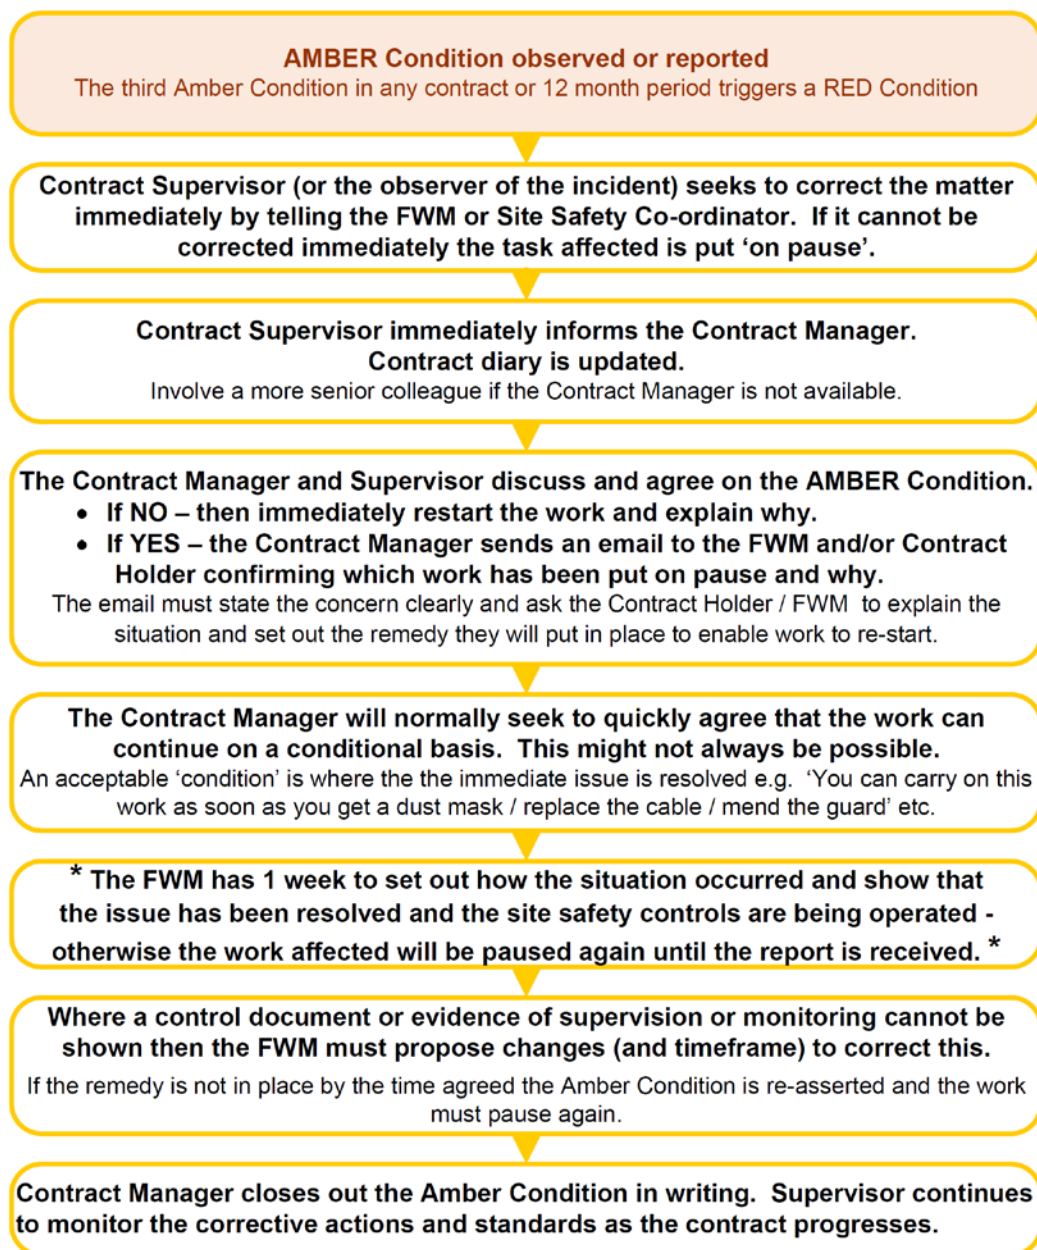 AMBER Condition observed or reported
The third Amber Condition in any contract or 12 month period triggers a RED Condition
Contract Supervisor (or the observer of the incident) seeks to correct the matter
immediately by telling the FWM or Site Safety Co-ordinator.  If it cannot be
corrected immediately the task affected is put ‘on pause’.
Contract Supervisor immediately informs the Contract Manager.
Contract diary is updated.
Involve a more senior colleague if the Contract Manager is not available.
The Contract Manager and Supervisor discuss and agree on the AMBER Condition.
• If NO – then immediately restart the work and explain why.
• If YES – the Contract Manager sends an email to the FWM and/or Contract
Holder confirming which work has been put on pause and why.
The email must state the concern clearly and ask the Contract Holder / FWM  to explain the
situation and set out the remedy they will put in place to enable work to re-start.
The Contract Manager will normally seek to quickly agree that the work can
continue on a conditional basis.  This might not always be possible.
An acceptable ‘condition’ is where the the immediate issue is resolved e.g.  ‘You can carry on this
work as soon as you get a dust mask / replace the cable / mend the guard’ etc.
* The FWM has 1 week to set out how the situation occurred and show that
the issue has been resolved and the site safety controls are being operated -
otherwise the work affected will be paused again until the report is received. *
Where a control document or evidence of supervision or monitoring cannot be
shown then the FWM must propose changes (and timeframe) to correct this.
If the remedy is not in place by the time agreed the Amber Condition is re-asserted and the work
must pause again.
Contract Manager closes out the Amber Condition in writing.  Supervisor continues
to monitor the corrective actions and standards as the contract progresses.